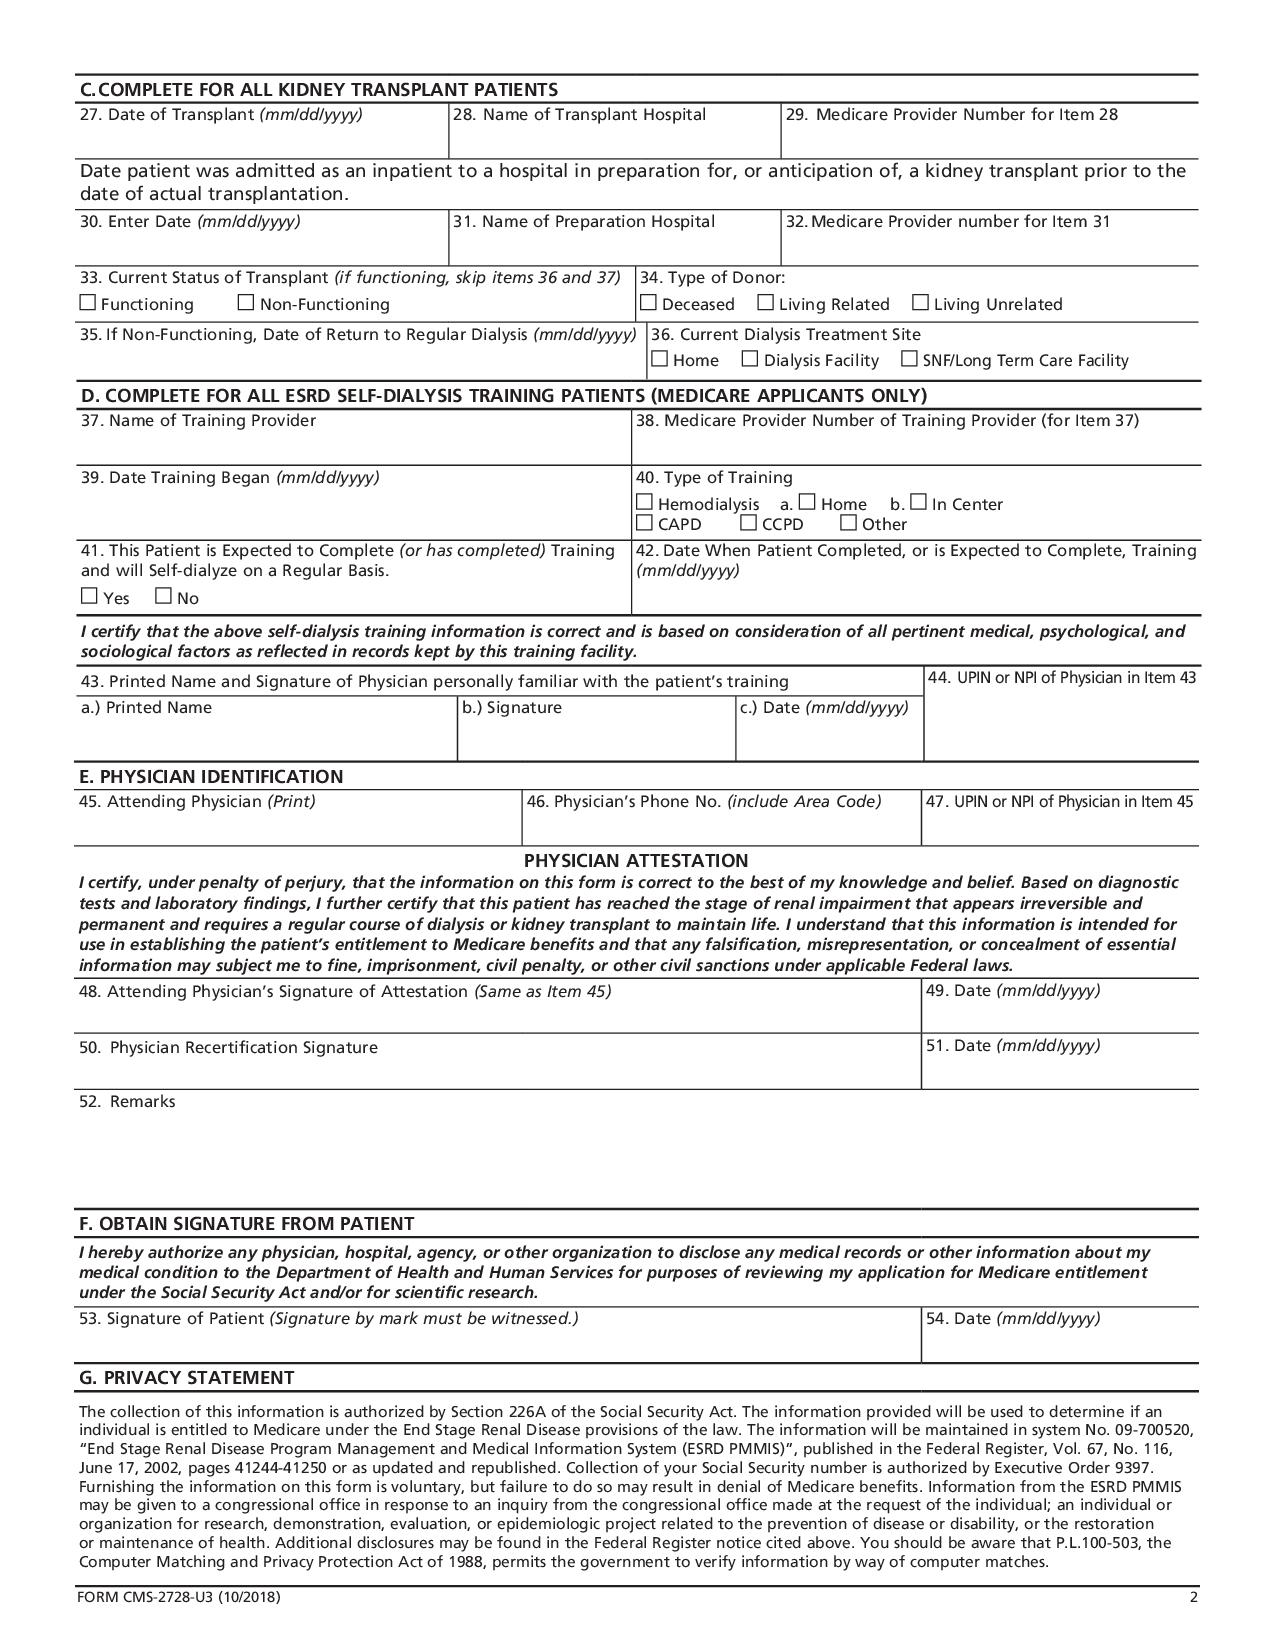 C. COMPLETE FOR ALL KIDNEY TRANSPLANT PATIENTS
27. Date of Transplant (mm/dd/yyyy)
28. Name of Transplant Hospital
29. Medicare Provider Number for Item 28
Date patient was admitted as an inpatient to a hospital in preparation for, or anticipation of, a kidney transplant prior to the
date of actual transplantation.
30. Enter Date (mm/dd/yyyy)
31. Name of Preparation Hospital
32. Medicare Provider number for Item 31
33. Current Status of Transplant (if functioning, skip items 36 and 37)
☐ Functioning ☐ Non-Functioning
34. Type of Donor:
☐ Deceased ☐ Living Related ☐ Living Unrelated
35. If Non-Functioning, Date of Return to Regular Dialysis (mm/dd/yyyy)
36. Current Dialysis Treatment Site
☐ Home ☐ Dialysis Facility ☐ SNF/Long Term Care Facility
D. COMPLETE FOR ALL ESRD SELF-DIALYSIS TRAINING PATIENTS (MEDICARE APPLICANTS ONLY)
37. Name of Training Provider
38. Medicare Provider Number of Training Provider (for Item 37)
39. Date Training Began (mm/dd/yyyy)
40. Type of Training
☐ Hemodialysis a. ☐ Home b. ☐ In Center
☐ CAPD ☐ CCPD ☐ Other
41. This Patient is Expected to Complete (or has completed) Training
and will Self-dialyze on a Regular Basis.
☐ Yes ☐ No
42. Date When Patient Completed, or is Expected to Complete, Training
(mm/dd/yyyy)
I certify that the above self-dialysis training information is correct and is based on consideration of all pertinent medical, psychological, and
sociological factors as reflected in records kept by this training facility.
43. Printed Name and Signature of Physician personally familiar with the patient's training
44. UPIN or NPI of Physician in Item 43
a.) Printed Name
b.) Signature
c.) Date (mm/dd/yyyy)
E. PHYSICIAN IDENTIFICATION
45. Attending Physician (Print)
46. Physician's Phone No. (include Area Code)
47. UPIN or NPI of Physician in Item 45
PHYSICIAN ATTESTATION
I certify, under penalty of perjury, that the information on this form is correct to the best of my knowledge and belief. Based on diagnostic
tests and laboratory findings, I further certify that this patient has reached the stage of renal impairment that appears irreversible and
permanent and requires a regular course of dialysis or kidney transplant to maintain life. I understand that this information is intended for
use in establishing the patient's entitlement to Medicare benefits and that any falsification, misrepresentation, or concealment of essential
information may subject me to fine, imprisonment, civil penalty, or other civil sanctions under applicable Federal laws.
48. Attending Physician's Signature of Attestation (Same as Item 45)
49. Date (mm/dd/yyyy)
50. Physician Recertification Signature
51. Date (mm/dd/yyyy)
52. Remarks
F. OBTAIN SIGNATURE FROM PATIENT
I hereby authorize any physician, hospital, agency, or other organization to disclose any medical records or other information about my
medical condition to the Department of Health and Human Services for purposes of reviewing my application for Medicare entitlement
under the Social Security Act and/or for scientific research.
53. Signature of Patient (Signature by mark must be witnessed.)
54. Date (mm/dd/yyyy)
G. PRIVACY STATEMENT
The collection of this information is authorized by Section 226A of the Social Security Act. The information provided will be used to determine if an
individual is entitled to Medicare under the End Stage Renal Disease provisions of the law. The information will be maintained in system No. 09-700520,
“End Stage Renal Disease Program Management and Medical Information System (ESRD PMMIS)”, published in the Federal Register, Vol. 67, No. 116,
June 17, 2002, pages 41244-41250 or as updated and republished. Collection of your Social Security number is authorized by Executive Order 9397.
Furnishing the information on this form is voluntary, but failure to do so may result in denial of Medicare benefits. Information from the ESRD PMMIS
may be given to a congressional office in response to an inquiry from the congressional office made at the request of the individual; an individual or
organization for research, demonstration, evaluation, or epidemiologic project related to the prevention of disease or disability, or the restoration
or maintenance of health. Additional disclosures may be found in the Federal Register notice cited above. You should be aware that P.L.100-503, the
Computer Matching and Privacy Protection Act of 1988, permits the government to verify information by way of computer matches.
FORM CMS-2728-U3 (10/2018)
2